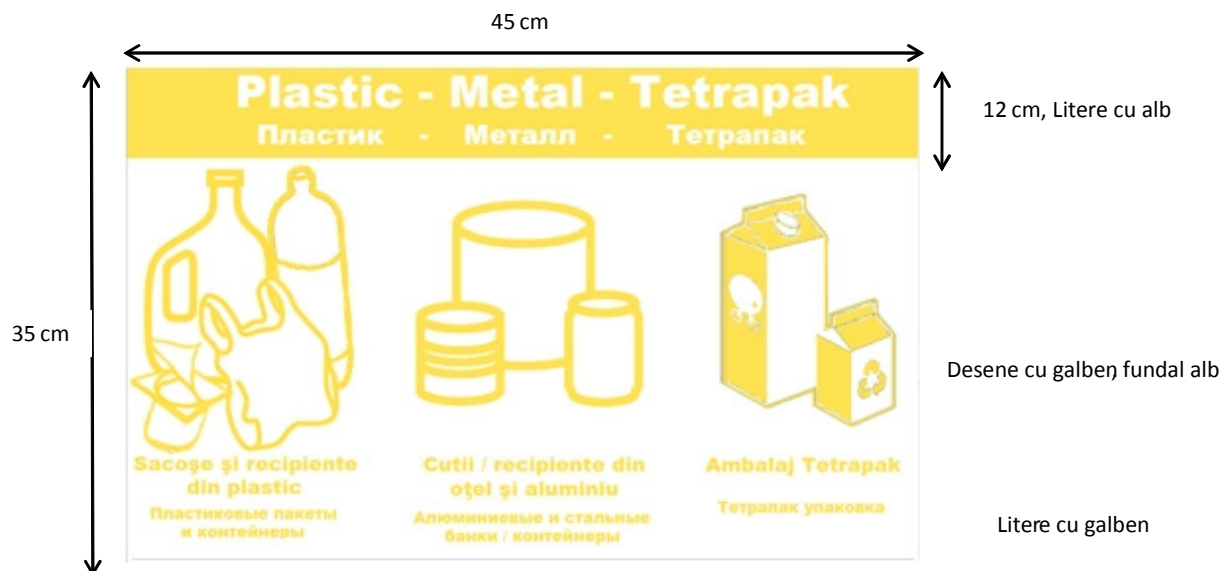 45 cm
Plastic - Metal - Tetrapak
Пластик - Металл - Тетрапак
12 cm, Litere cu alb
35 cm
Desene cu galben, fundal alb
Sacoşe şi recipiente
din plastic
Пластиковые пакеты
и контейнеры
Cutii / recipiente din
oţel şi aluminiu
Алюминиевые и стальные
банки / контейнеры
Ambalaj Tetrapak
Тетрапак упаковка
Litere cu galben